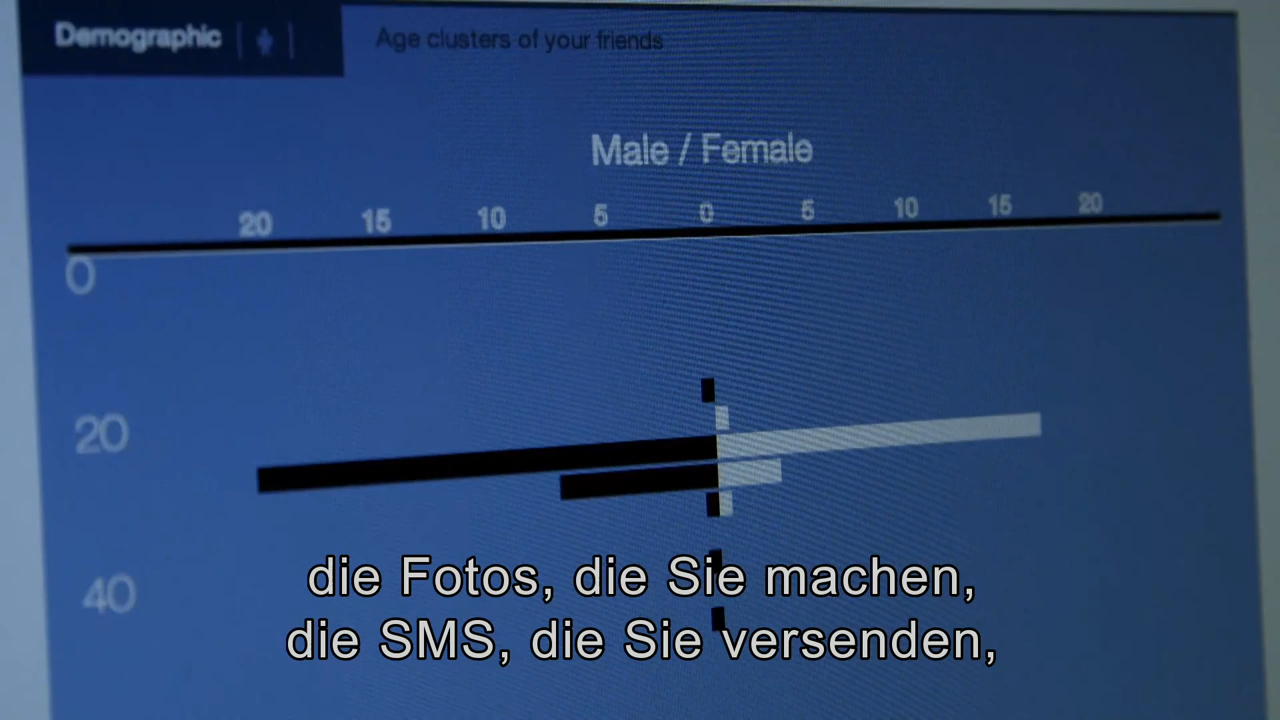 Demographic
Age clusters of your friends
Male / Female
20 15 10 5 0 5 10 15 20
0
20
40
die Fotos, die Sie machen,
die SMS, die Sie versenden,